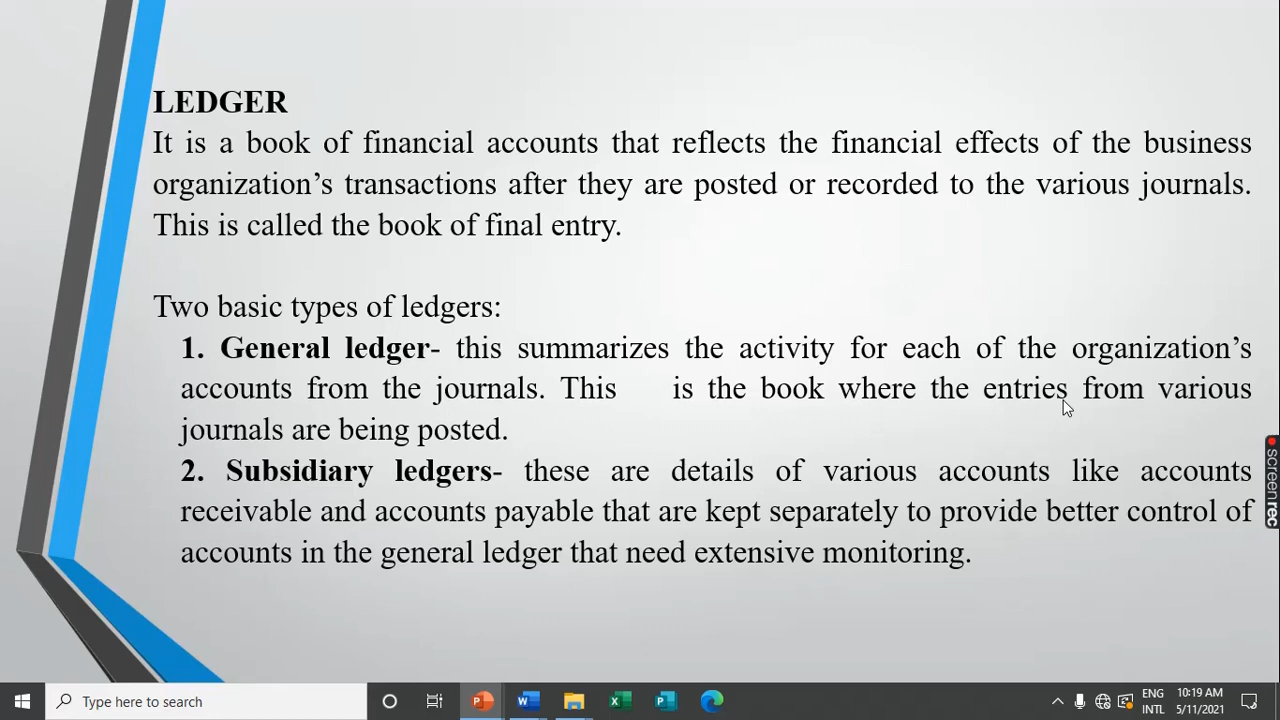 LEDGER
It is a book of financial accounts that reflects the financial effects of the business
organization’s transactions after they are posted or recorded to the various journals.
This is called the book of final entry.
Two basic types of ledgers:
1. General ledger- this summarizes the activity for each of the organization’s
accounts from the journals. This is the book where the entries from various
journals are being posted.
2. Subsidiary ledgers- these are details of various accounts like accounts
receivable and accounts payable that are kept separately to provide better control of
accounts in the general ledger that need extensive monitoring.
screenrec
Type here to search
ENG
INTL
10:19 AM
5/11/2021